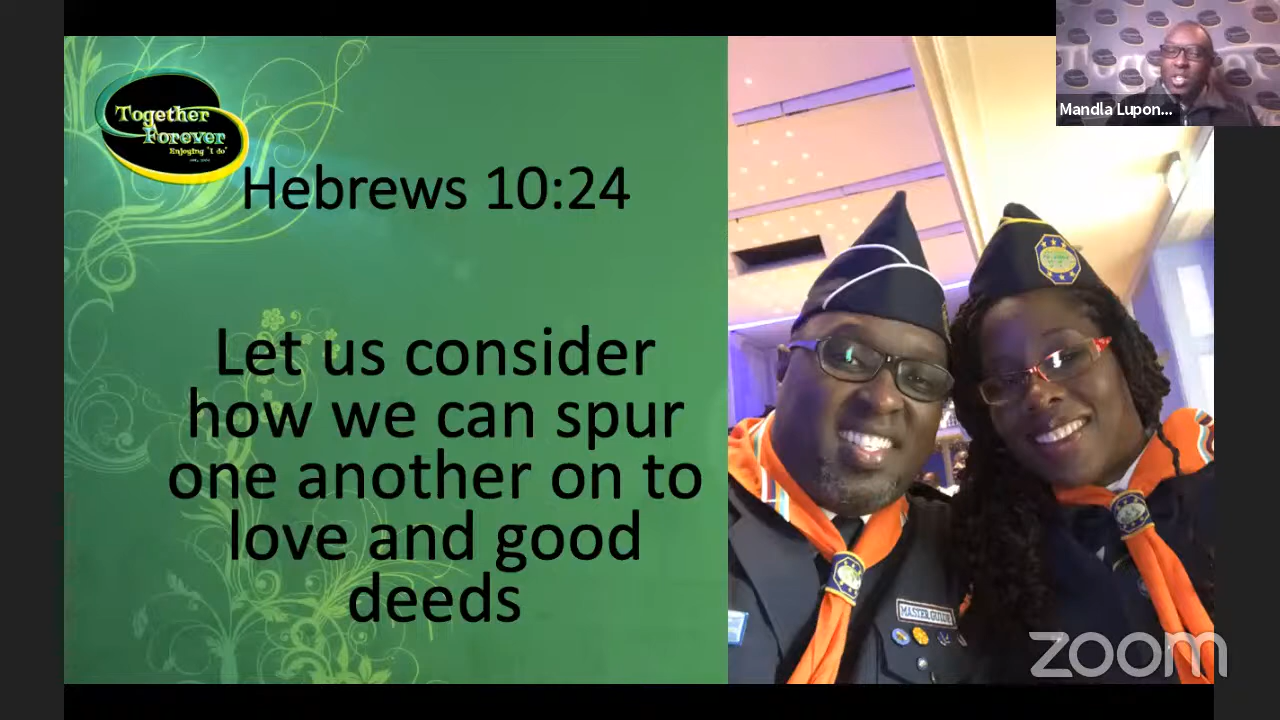 Together
Forever
Enjoying "I do"
Hebrews 10:24
Let us consider
how we can spur
one another on to
love and good
deeds
Mandla Lupon...
MASTER GUIDE
zoom